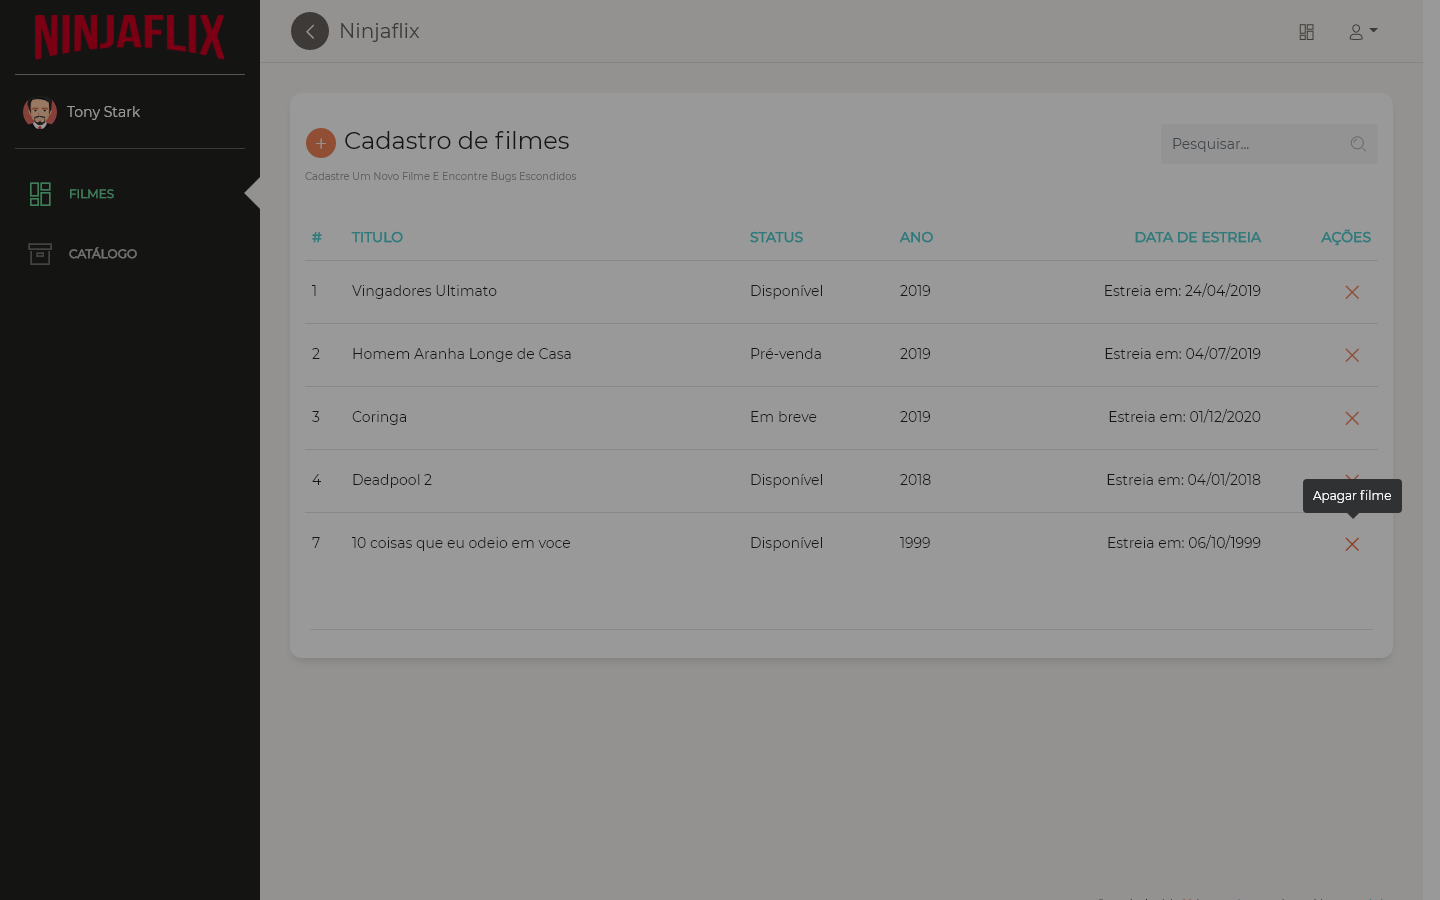 NINJAFLIX
Ninjaflix
Tony Stark
FILMES
CATÁLOGO
Cadastro de filmes
Pesquisar...
Cadastre Um Novo Filme E Encontre Bugs Escondidos
# TITULO STATUS ANO DATA DE ESTREIA AÇÕES
1 Vingadores Ultimato Disponível 2019 Estreia em: 24/04/2019
2 Homem Aranha Longe de Casa Pré-venda 2019 Estreia em: 04/07/2019
3 Coringa Em breve 2019 Estreia em: 01/12/2020
4 Deadpool 2 Disponível 2018 Estreia em: 04/01/2018
Apagar filme
7 10 coisas que eu odeio em voce Disponível 1999 Estreia em: 06/10/1999